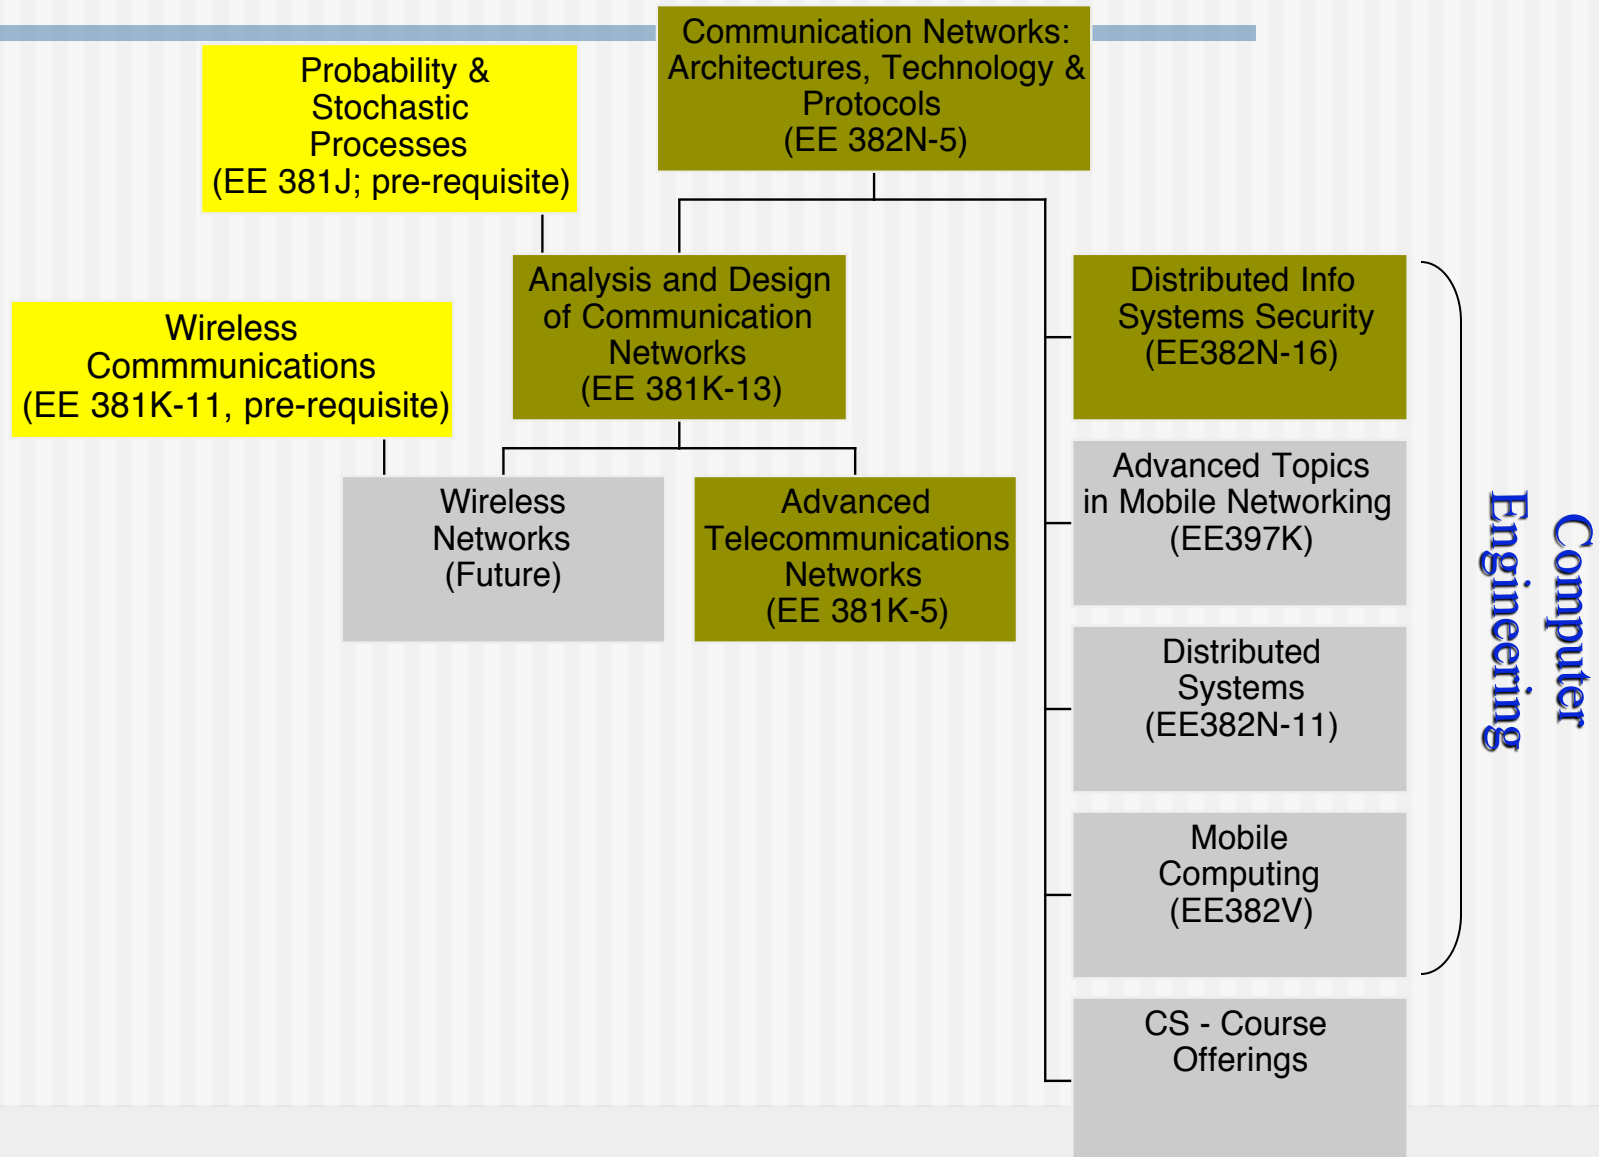 Communication Networks:
Architectures, Technology &
Protocols
(EE 382N-5)
Probability &
Stochastic
Processes
(EE 381J; pre-requisite)
Analysis and Design
of Communication
Networks
(EE 381K-13)
Wireless
Commmunications
(EE 381K-11, pre-requisite)
Wireless
Networks
(Future)
Advanced
Telecommunications
Networks
(EE 381K-5)
Distributed Info
Systems Security
(EE382N-16)
Advanced Topics
in Mobile Networking
(EE397K)
Distributed
Systems
(EE382N-11)
Mobile
Computing
(EE382V)
CS - Course
Offerings
Computer
Engineering